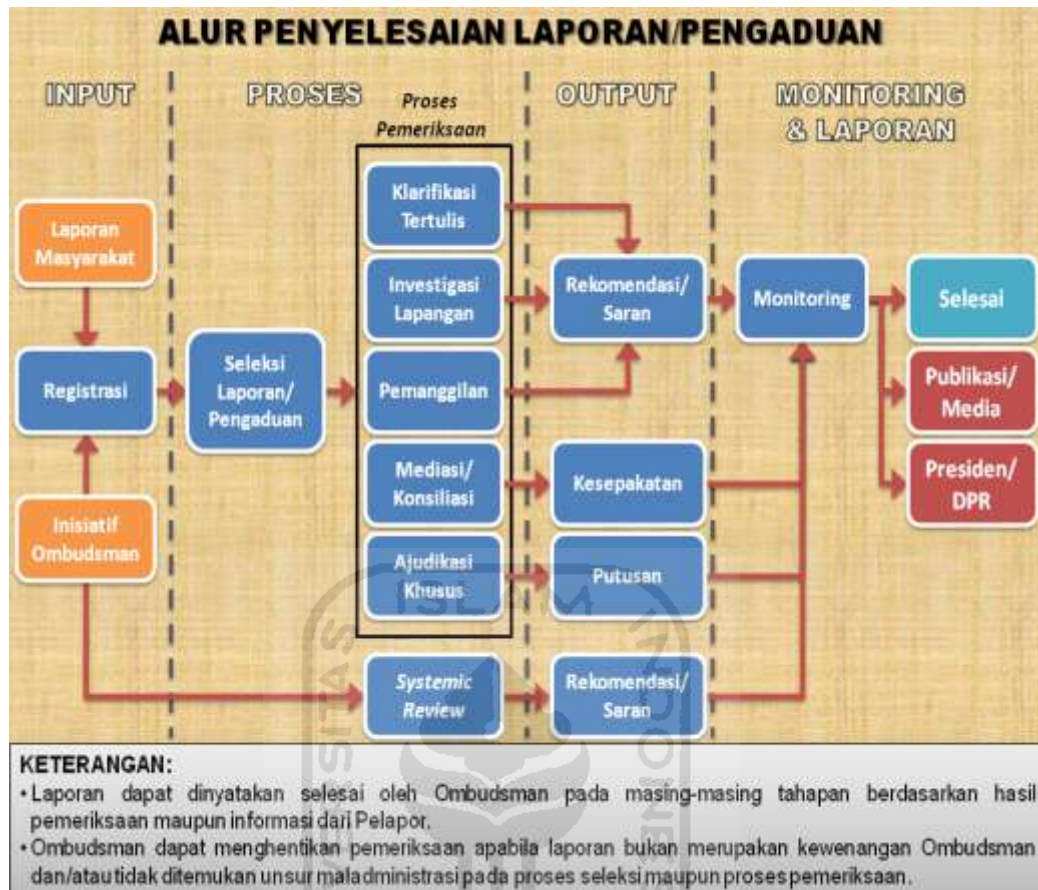 ALUR PENYELESAIAN LAPORAN/PENGADUAN
INPUT
PROSES
Proses
Pemeriksaan
OUTPUT
MONITORING
& LAPORAN
Laporan
Masyarakat
Registrasi
Inisiatif
Ombudsman
Seleksi
Laporan/
Pengaduan
Klarifikasi
Tertulis
Investigasi
Lapangan
Pemanggilan
Mediasi/
Konsiliasi
Ajudikasi
Khusus
Systemic
Review
Rekomendasi/
Saran
Kesepakatan
Putusan
Rekomendasi/
Saran
Monitoring
Selesai
Publikasi/
Media
Presiden/
DPR
KETERANGAN:
• Laporan dapat dinyatakan selesai oleh Ombudsman pada masing-masing tahapan berdasarkan hasil
pemeriksaan maupun informasi dari Pelapor.
• Ombudsman dapat menghentikan pemeriksaan apabila laporan bukan merupakan kewenangan Ombudsman
dan/atau tidak ditemukan unsur maladministrasi pada proses seleksi maupun proses pemeriksaan.
ISLAM